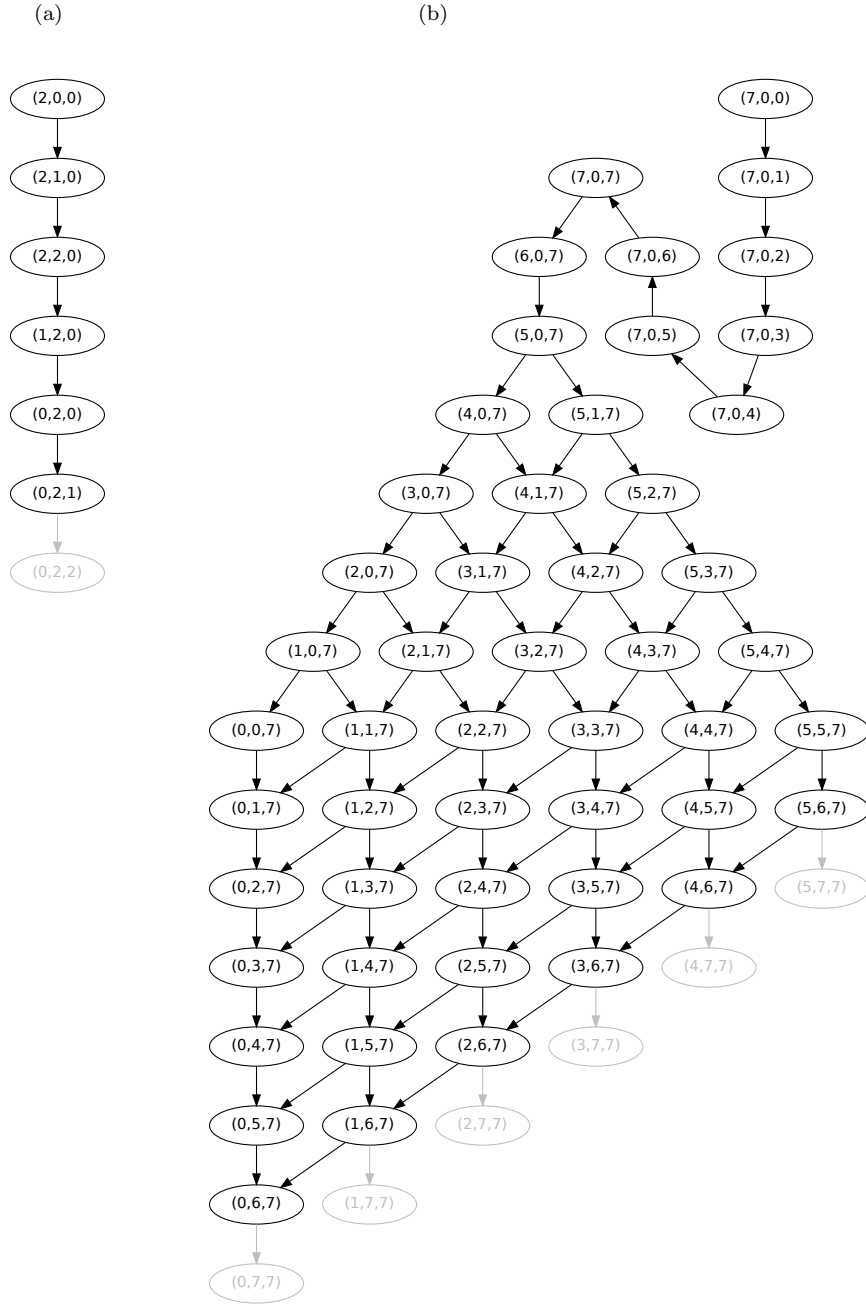 (a) (b)
(2,0,0) (7,0,0)
(2,1,0) (7,0,7) (7,0,1)
(2,2,0) (6,0,7) (7,0,6) (7,0,2)
(1,2,0) (5,0,7) (7,0,5) (7,0,3)
(0,2,0) (4,0,7) (5,1,7) (7,0,4)
(0,2,1) (3,0,7) (4,1,7) (5,2,7)
(0,2,2) (2,0,7) (3,1,7) (4,2,7) (5,3,7)
(1,0,7) (2,1,7) (3,2,7) (4,3,7) (5,4,7)
(0,0,7) (1,1,7) (2,2,7) (3,3,7) (4,4,7) (5,5,7)
(0,1,7) (1,2,7) (2,3,7) (3,4,7) (4,5,7) (5,6,7)
(0,2,7) (1,3,7) (2,4,7) (3,5,7) (4,6,7) (5,7,7)
(0,3,7) (1,4,7) (2,5,7) (3,6,7) (4,7,7)
(0,4,7) (1,5,7) (2,6,7) (3,7,7)
(0,5,7) (1,6,7) (2,7,7)
(0,6,7) (1,7,7)
(0,7,7)